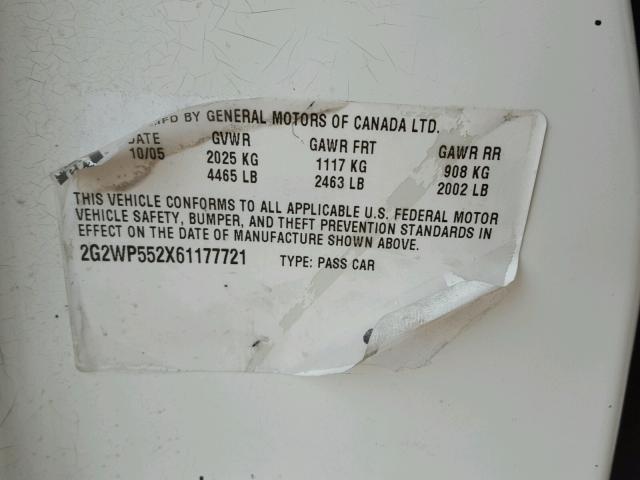 MFD BY GENERAL MOTORS OF CANADA LTD.
DATE GVWR GAWR FRT GAWR RR
10/05 2025 KG 1117 KG 908 KG
4465 LB 2463 LB 2002 LB
THIS VEHICLE CONFORMS TO ALL APPLICABLE U.S. FEDERAL MOTOR
VEHICLE SAFETY, BUMPER, AND THEFT PREVENTION STANDARDS IN
EFFECT ON THE DATE OF MANUFACTURE SHOWN ABOVE.
2G2WP552X61177721 TYPE: PASS CAR